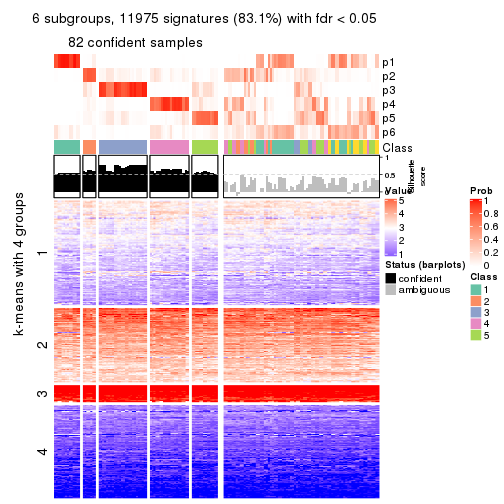 6 subgroups, 11975 signatures (83.1%) with fdr < 0.05
82 confident samples
p1
p2
p3
p4
p5
p6
Class
1
0.5
0
Silhouette
score
k-means with 4 groups
1
2
3
4
Value
5
4
3
2
1
Status (barplots)
confident
ambiguous
Prob
1
0.8
0.6
0.4
0.2
0
Class
1
2
3
4
5